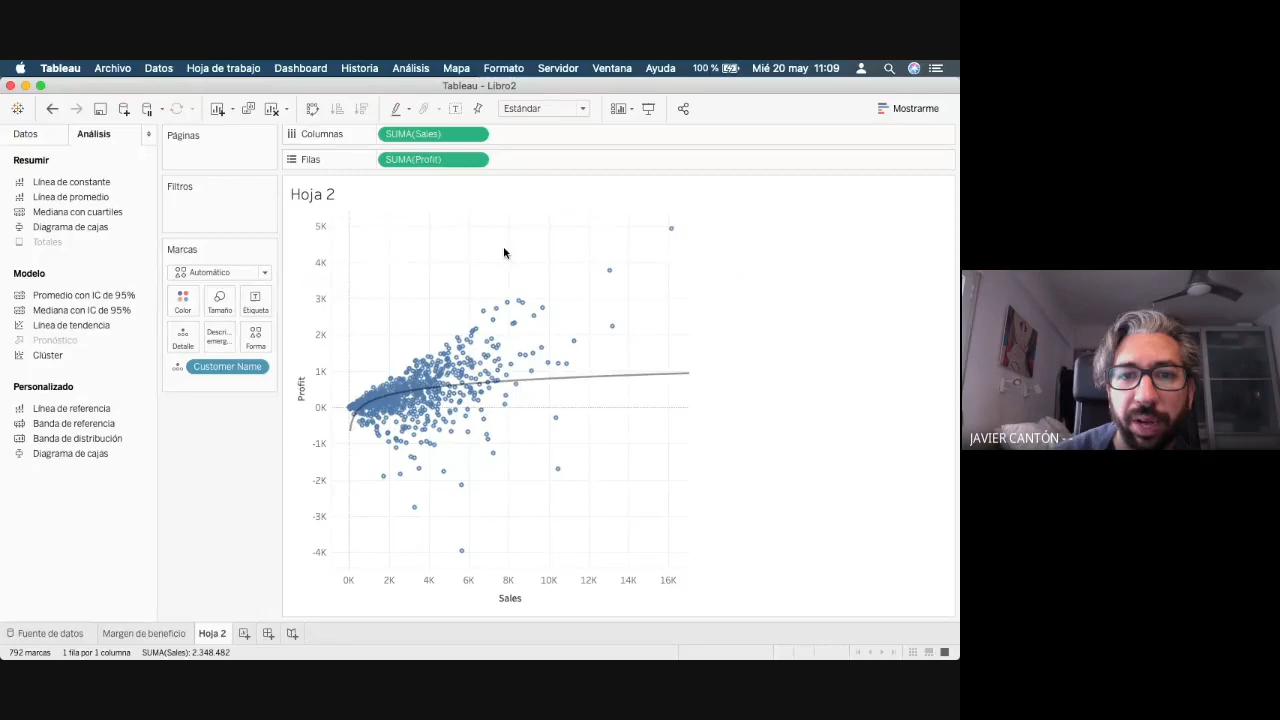 Tableau Archivo Datos Hoja de trabajo Dashboard Historia Análisis Mapa Formato Servidor Ventana Ayuda 100 % Mié 20 may 11:09
Tableau - Libro2
Estándar
Mostrarme
Datos Análisis
Páginas
Columnas SUMA(Sales)
Filas SUMA(Profit)
Resumir
Línea de constante
Línea de promedio
Mediana con cuartiles
Diagrama de cajas
Totales
Modelo
Promedio con IC de 95%
Mediana con IC de 95%
Línea de tendencia
Pronóstico
Clúster
Personalizado
Línea de referencia
Banda de referencia
Banda de distribución
Diagrama de cajas
Filtros
Marcas
Automático
Color Tamaño Etiqueta
Detalle Descri... emerg... Forma
Customer Name
Hoja 2
5K
4K
3K
2K
1K
0K
-1K
-2K
-3K
-4K
Profit
0K 2K 4K 6K 8K 10K 12K 14K 16K
Sales
JAVIER CANTÓN - -
Fuente de datos Margen de beneficio Hoja 2
792 marcas 1 fila por 1 columna SUMA(Sales): 2.348.482